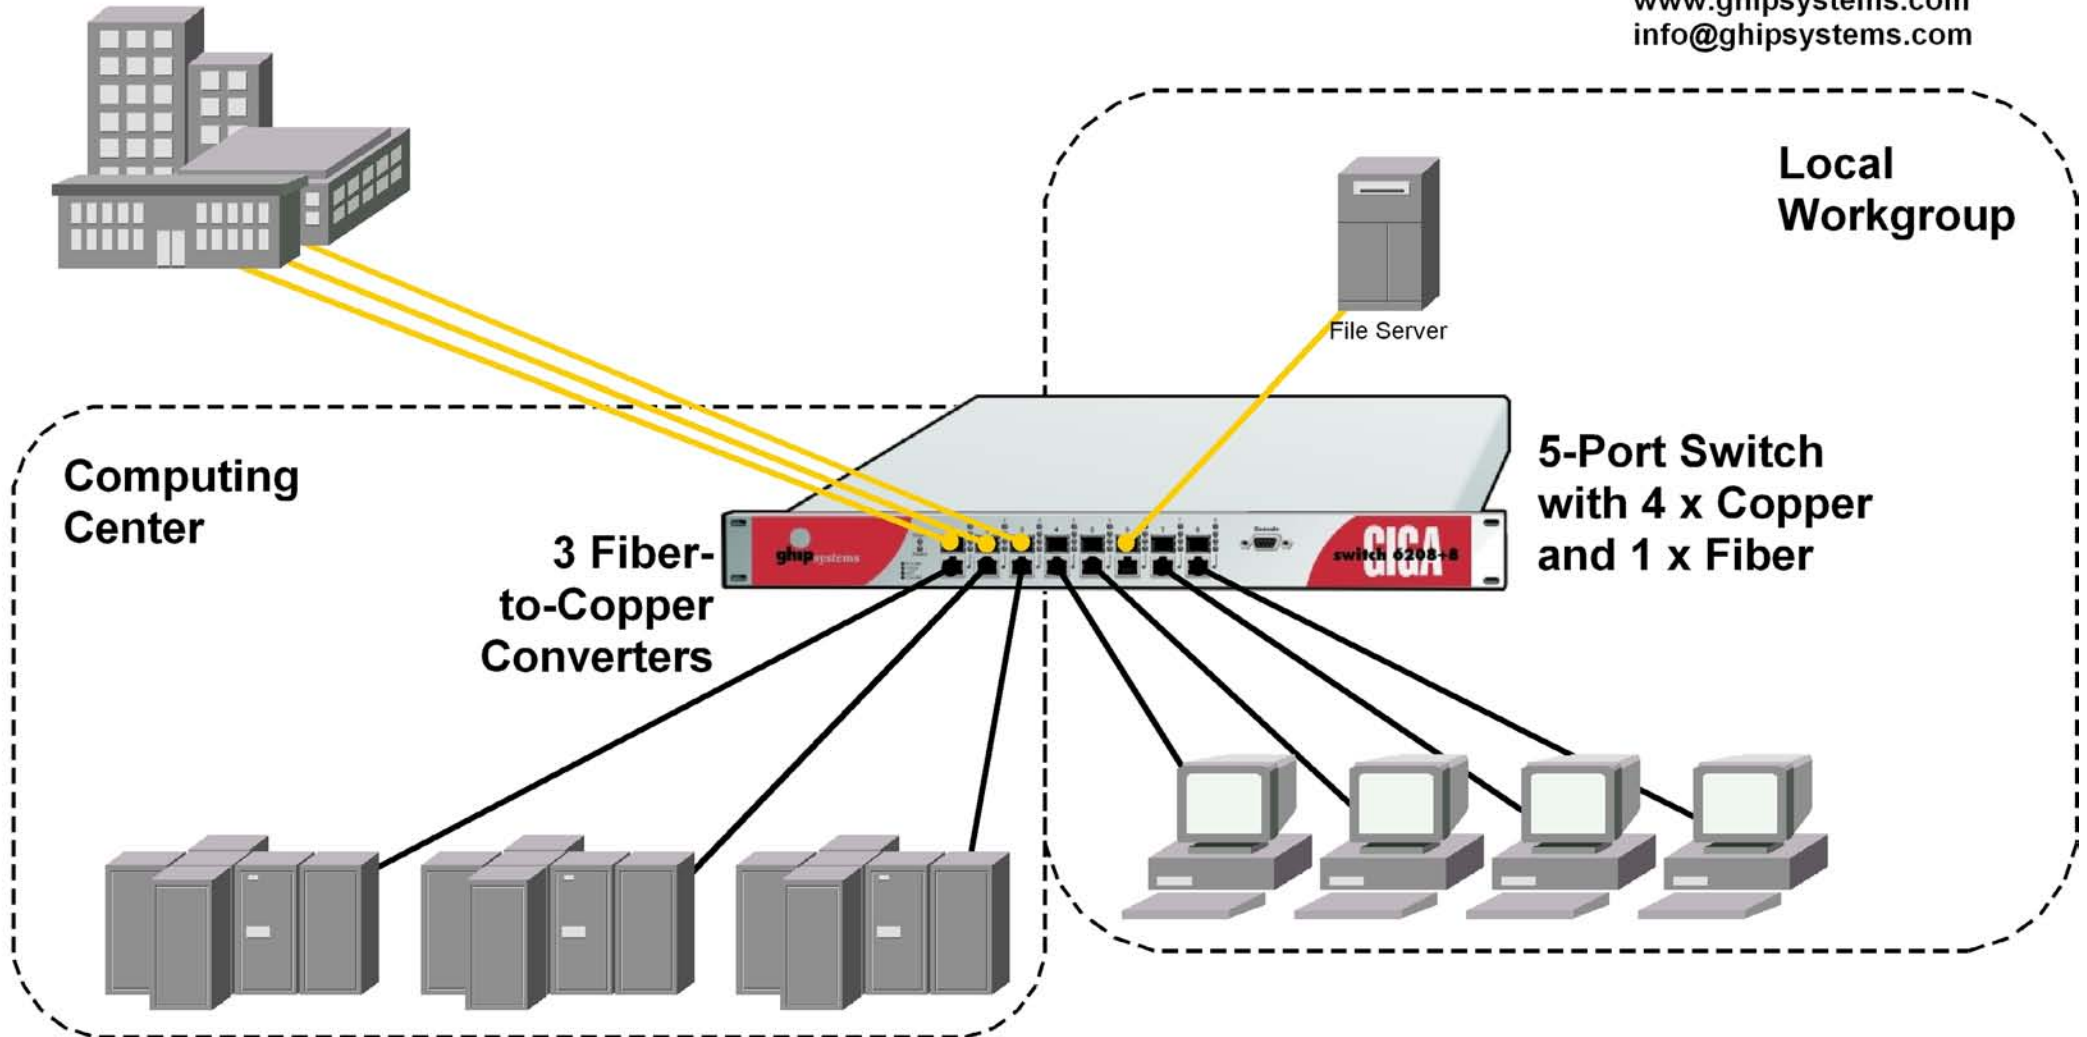 www.ghipsystems.com
info@ghipsystems.com
Local
Workgroup
File Server
Computing
Center
5-Port Switch
with 4 x Copper
and 1 x Fiber
3 Fiber-
to-Copper
Converters
ghipsystems
GIGA
switch 6208+8